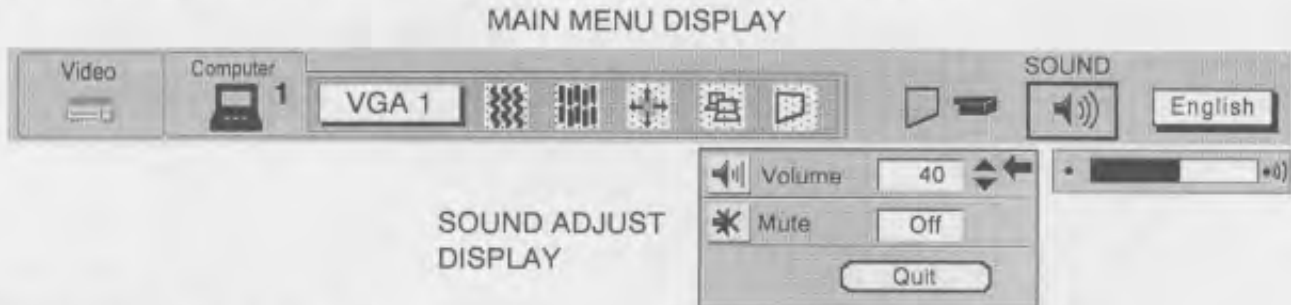 MAIN MENU DISPLAY
Video Computer 1 VGA 1 SOUND English
Volume 40
SOUND ADJUST DISPLAY
Mute Off
Quit